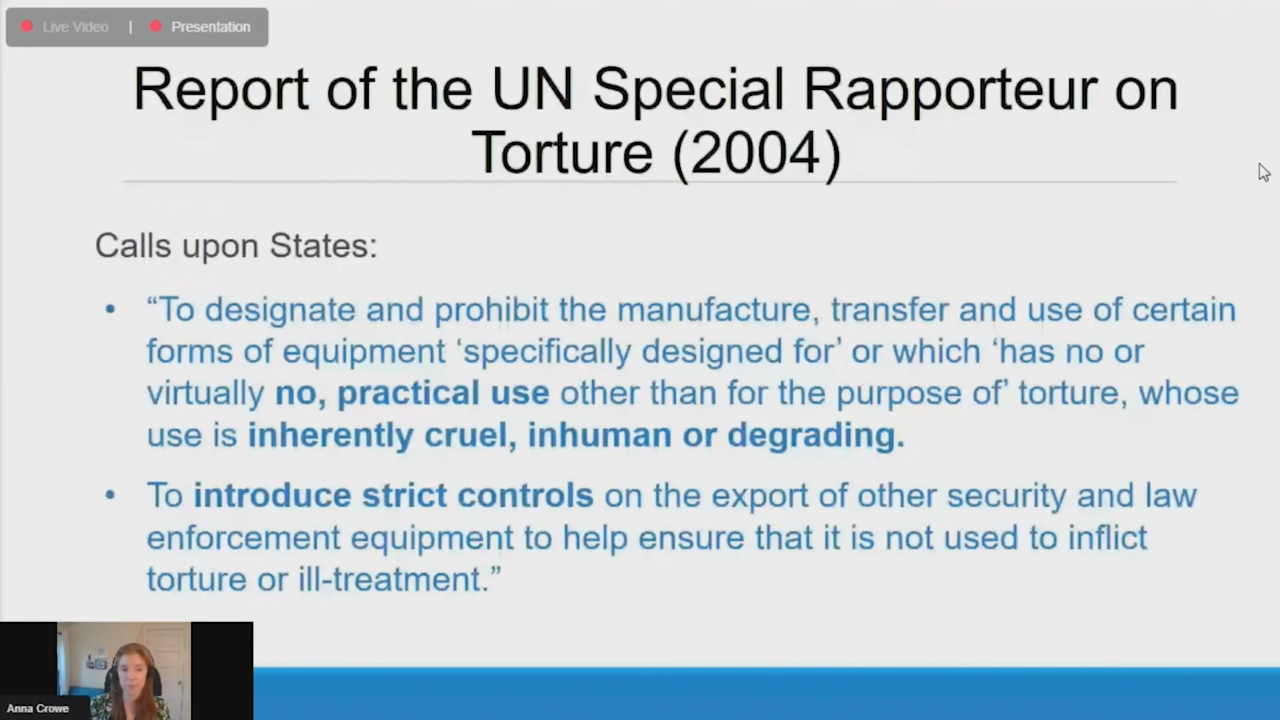 Live Video | Presentation
Report of the UN Special Rapporteur on
Torture (2004)
Calls upon States:
• “To designate and prohibit the manufacture, transfer and use of certain
forms of equipment ‘specifically designed for’ or which ‘has no or
virtually no, practical use other than for the purpose of’ torture, whose
use is inherently cruel, inhuman or degrading.
• To introduce strict controls on the export of other security and law
enforcement equipment to help ensure that it is not used to inflict
torture or ill-treatment.”
Anna Crowe